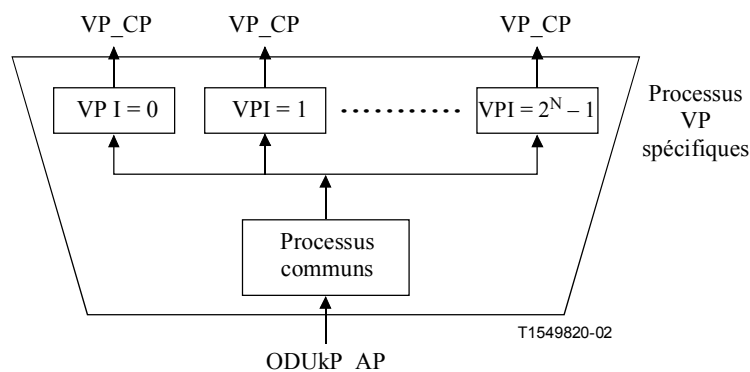 VP_CP VP_CP VP_CP
VP I = 0 VPI = 1 .......... VPI = 2^N – 1
Processus
VP
spécifiques
Processus
communs
T1549820-02
ODUkP_AP